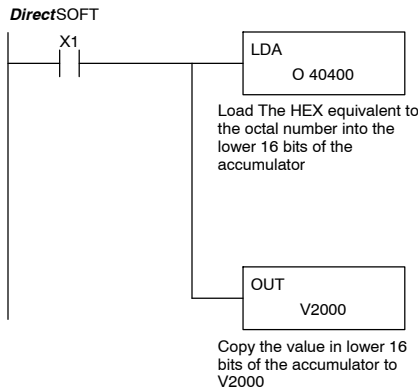 DirectSOFT
X1
LDA
O 40400
Load The HEX equivalent to
the octal number into the
lower 16 bits of the
accumulator
OUT
V2000
Copy the value in lower 16
bits of the accumulator to
V2000